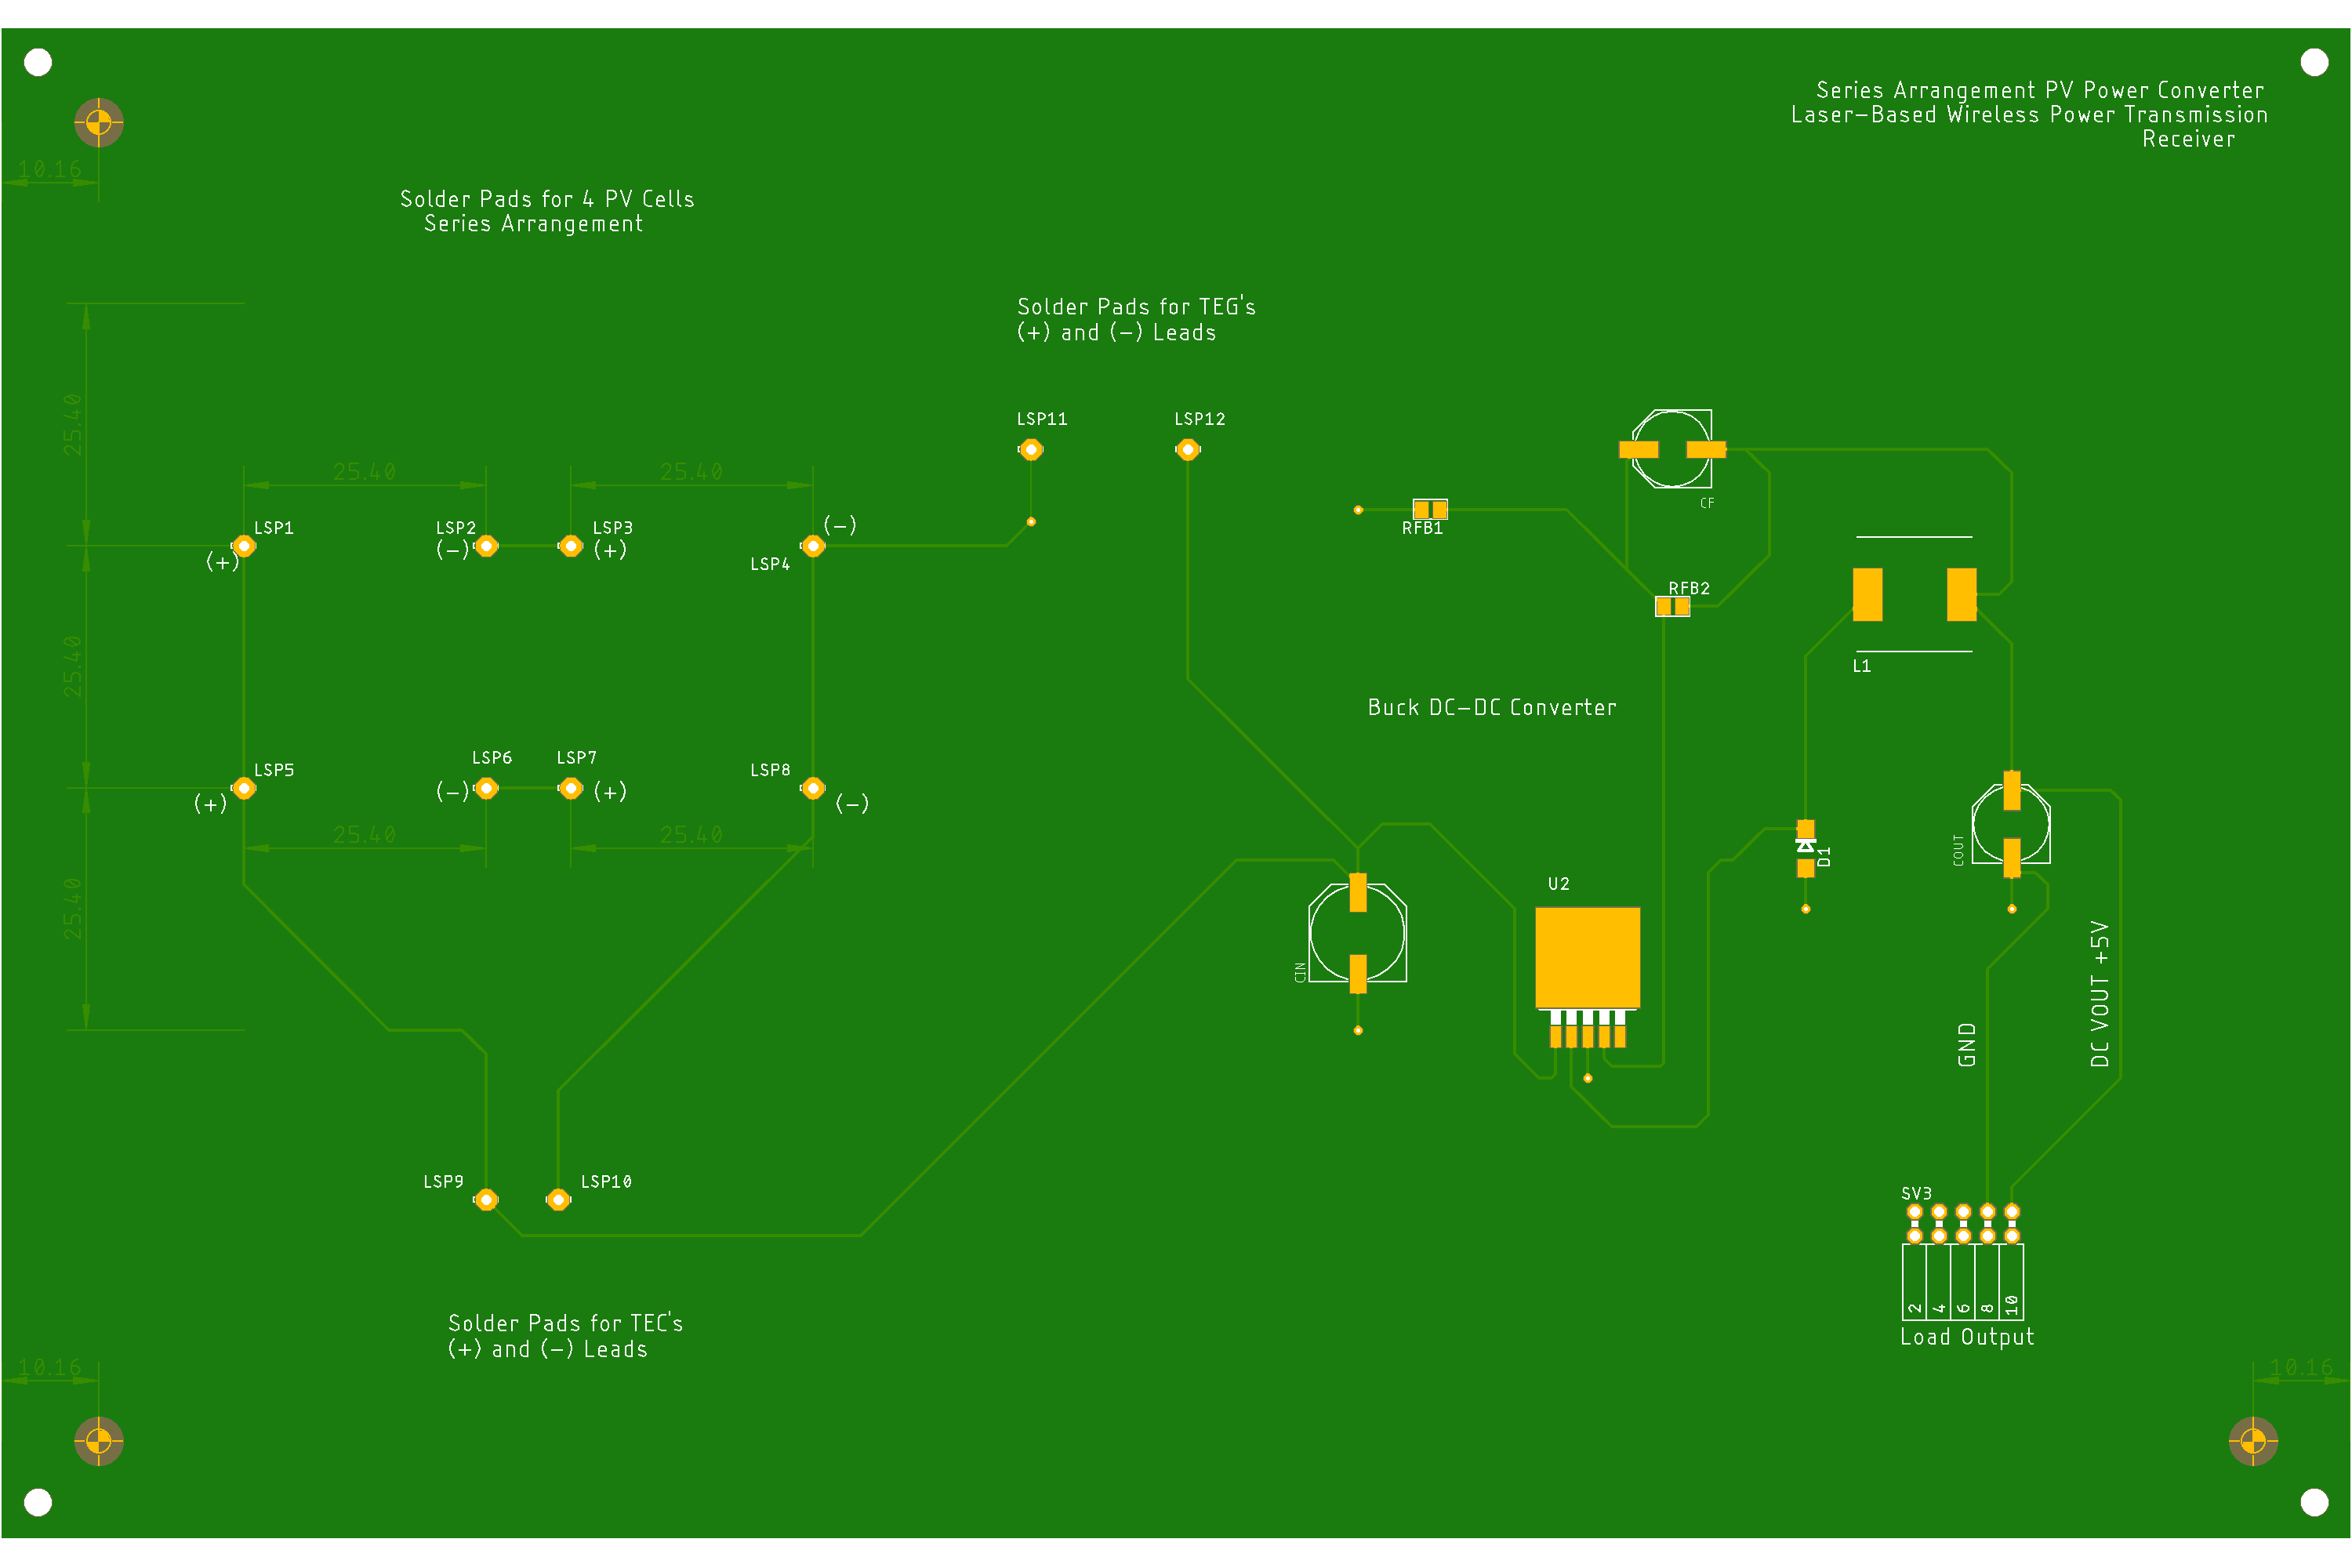 Series Arrangement PV Power Converter
Laser-Based Wireless Power Transmission
Receiver
10.16
Solder Pads for 4 PV Cells
Series Arrangement
Solder Pads for TEG's
(+) and (-) Leads
LSP11
LSP12
25.40
25.40
25.40
CF
LSP1
(+)
LSP2
(-)
LSP3
(+)
(-)
LSP4
RFB1
RFB2
25.40
L1
Buck DC-DC Converter
LSP5
(+)
LSP6
(-)
LSP7
(+)
LSP8
(-)
25.40
25.40
25.40
COUT
D1
U2
CIN
GND
DC VOUT +5V
LSP9
LSP10
SV3
2
4
6
8
10
Load Output
Solder Pads for TEC's
(+) and (-) Leads
10.16
10.16